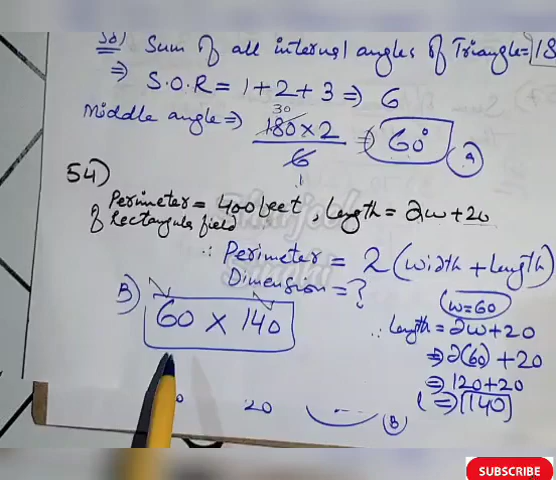 Sol Sum of all internal angles of Triangle= 18
⇒ S.O.R = 1+2+3 ⇒ 6
Middle angle ⇒ 30 180×2 / 6 ⇒ 60° A
1
54)
Perimeter = 400 feet, Length = 2w+20
of Rectangular field
∴ Perimeter = 2 (width + Length)
Dimension = ?
B) 60 × 140
w=60
∴ Length = 2w+20
⇒ 2(60) + 20
⇒ 120+20
l ⇒ 140
20
B
SUBSCRIBE